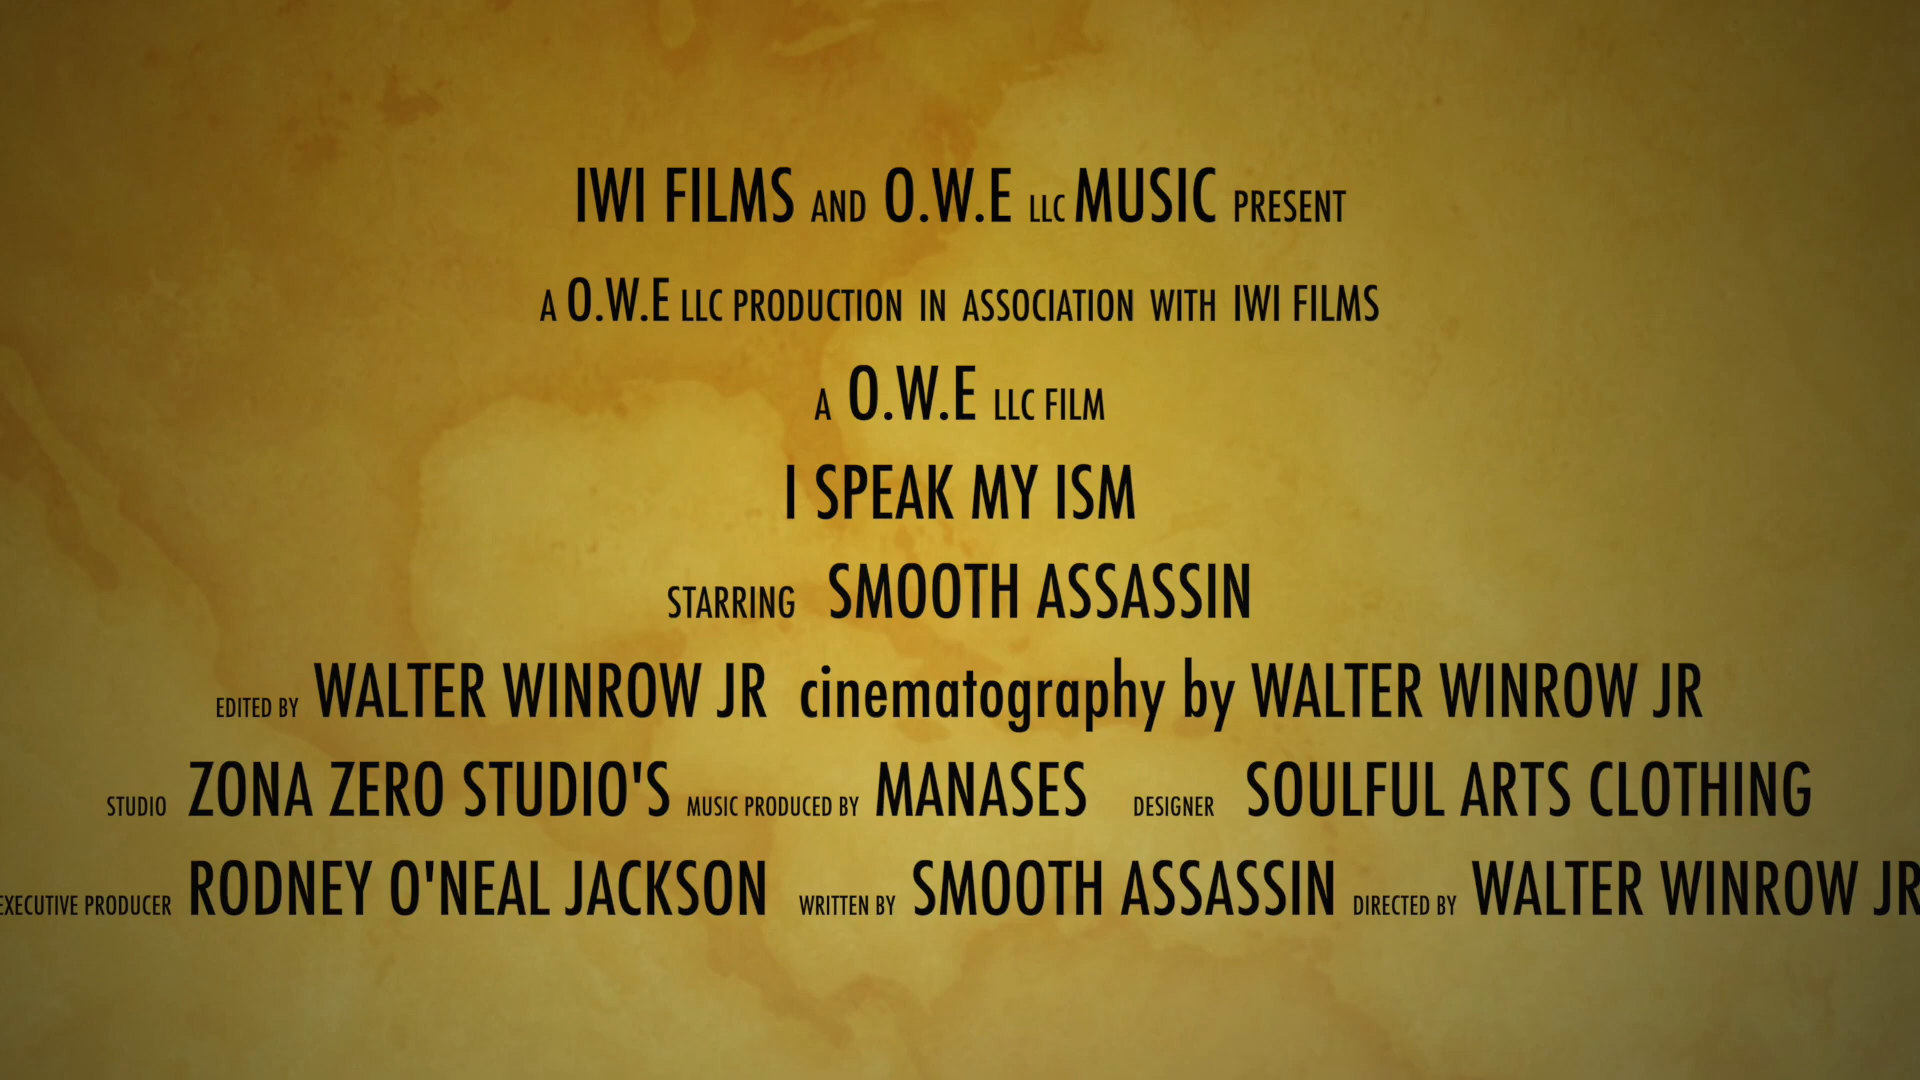 IWI FILMS AND O.W.E LLC MUSIC PRESENT
A O.W.E LLC PRODUCTION IN ASSOCIATION WITH IWI FILMS
A O.W.E LLC FILM
I SPEAK MY ISM
STARRING SMOOTH ASSASSIN
EDITED BY WALTER WINROW JR cinematography by WALTER WINROW JR
STUDIO ZONA ZERO STUDIO'S MUSIC PRODUCED BY MANASES DESIGNER SOULFUL ARTS CLOTHING
EXECUTIVE PRODUCER RODNEY O'NEAL JACKSON WRITTEN BY SMOOTH ASSASSIN DIRECTED BY WALTER WINROW JR